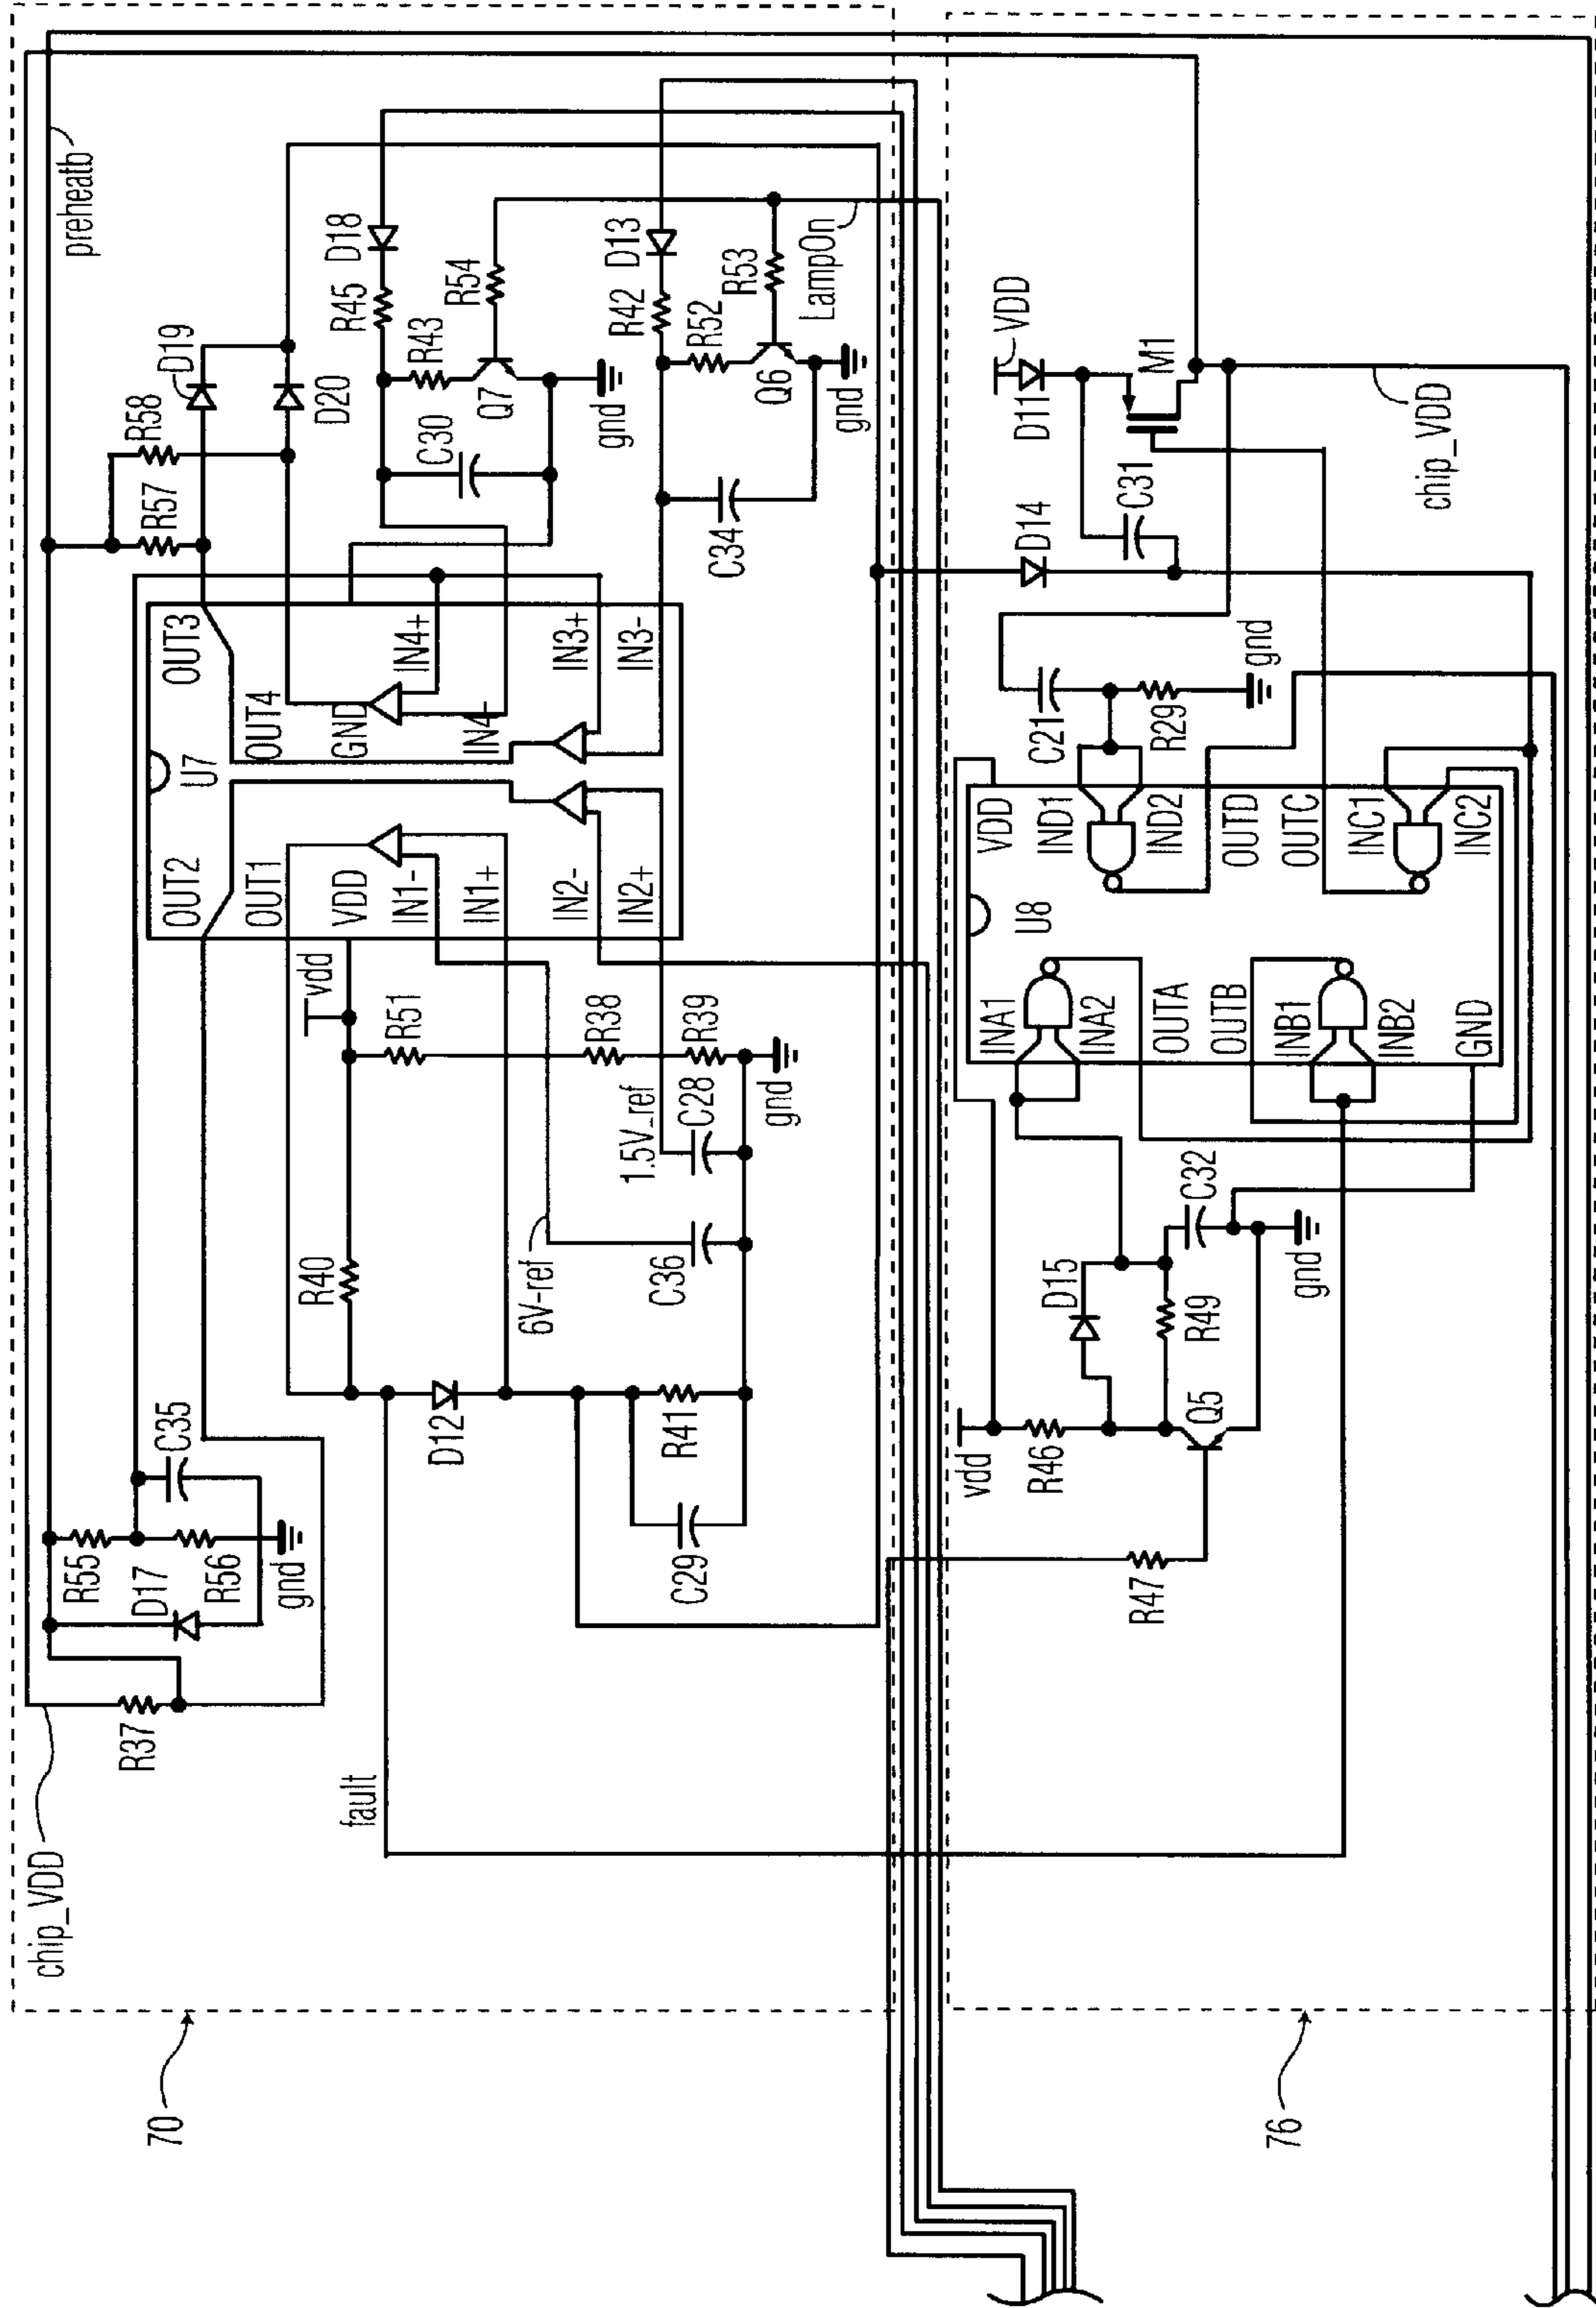 preheatb
chip_VDD
R37
R55
D17
R56
gnd
C35
R57
R58
D19
D20
D18
R45
R43
R54
C30
Q7
gnd
D13
R42
R52
R53
Q6
gnd
C34
LampOn
U7
OUT2
OUT1
VDD
IN1-
IN1+
IN2-
IN2+
OUT3
OUT4
GND
IN4+
IN4-
IN3+
IN3-
vdd
R51
R38
R39
gnd
R40
6V-ref
1.5V_ref
C28
C36
D12
R41
C29
fault
70
VDD
D11
M1
C31
D14
chip_VDD
C21
R29
gnd
U8
VDD
IND1
IND2
OUTD
OUTC
INC1
INC2
INA1
INA2
OUTA
OUTB
INB1
INB2
GND
C32
D15
R49
gnd
vdd
R46
Q5
R47
76